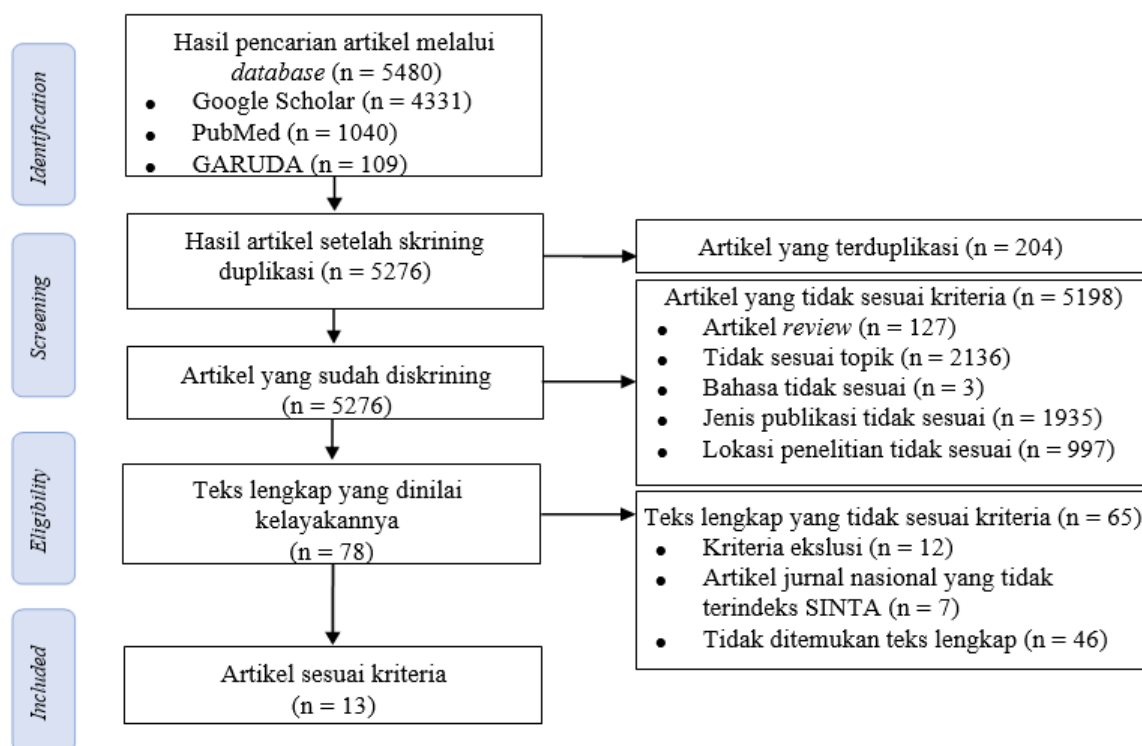 Identification
Hasil pencarian artikel melalui
database (n = 5480)
• Google Scholar (n = 4331)
• PubMed (n = 1040)
• GARUDA (n = 109)
Screening
Hasil artikel setelah skrining
duplikasi (n = 5276)
Artikel yang terduplikasi (n = 204)
Artikel yang sudah diskrining
(n = 5276)
Artikel yang tidak sesuai kriteria (n = 5198)
• Artikel review (n = 127)
• Tidak sesuai topik (n = 2136)
• Bahasa tidak sesuai (n = 3)
• Jenis publikasi tidak sesuai (n = 1935)
• Lokasi penelitian tidak sesuai (n = 997)
Eligibility
Teks lengkap yang dinilai
kelayakannya
(n = 78)
Teks lengkap yang tidak sesuai kriteria (n = 65)
• Kriteria ekslusi (n = 12)
• Artikel jurnal nasional yang tidak
terindeks SINTA (n = 7)
• Tidak ditemukan teks lengkap (n = 46)
Included
Artikel sesuai kriteria
(n = 13)